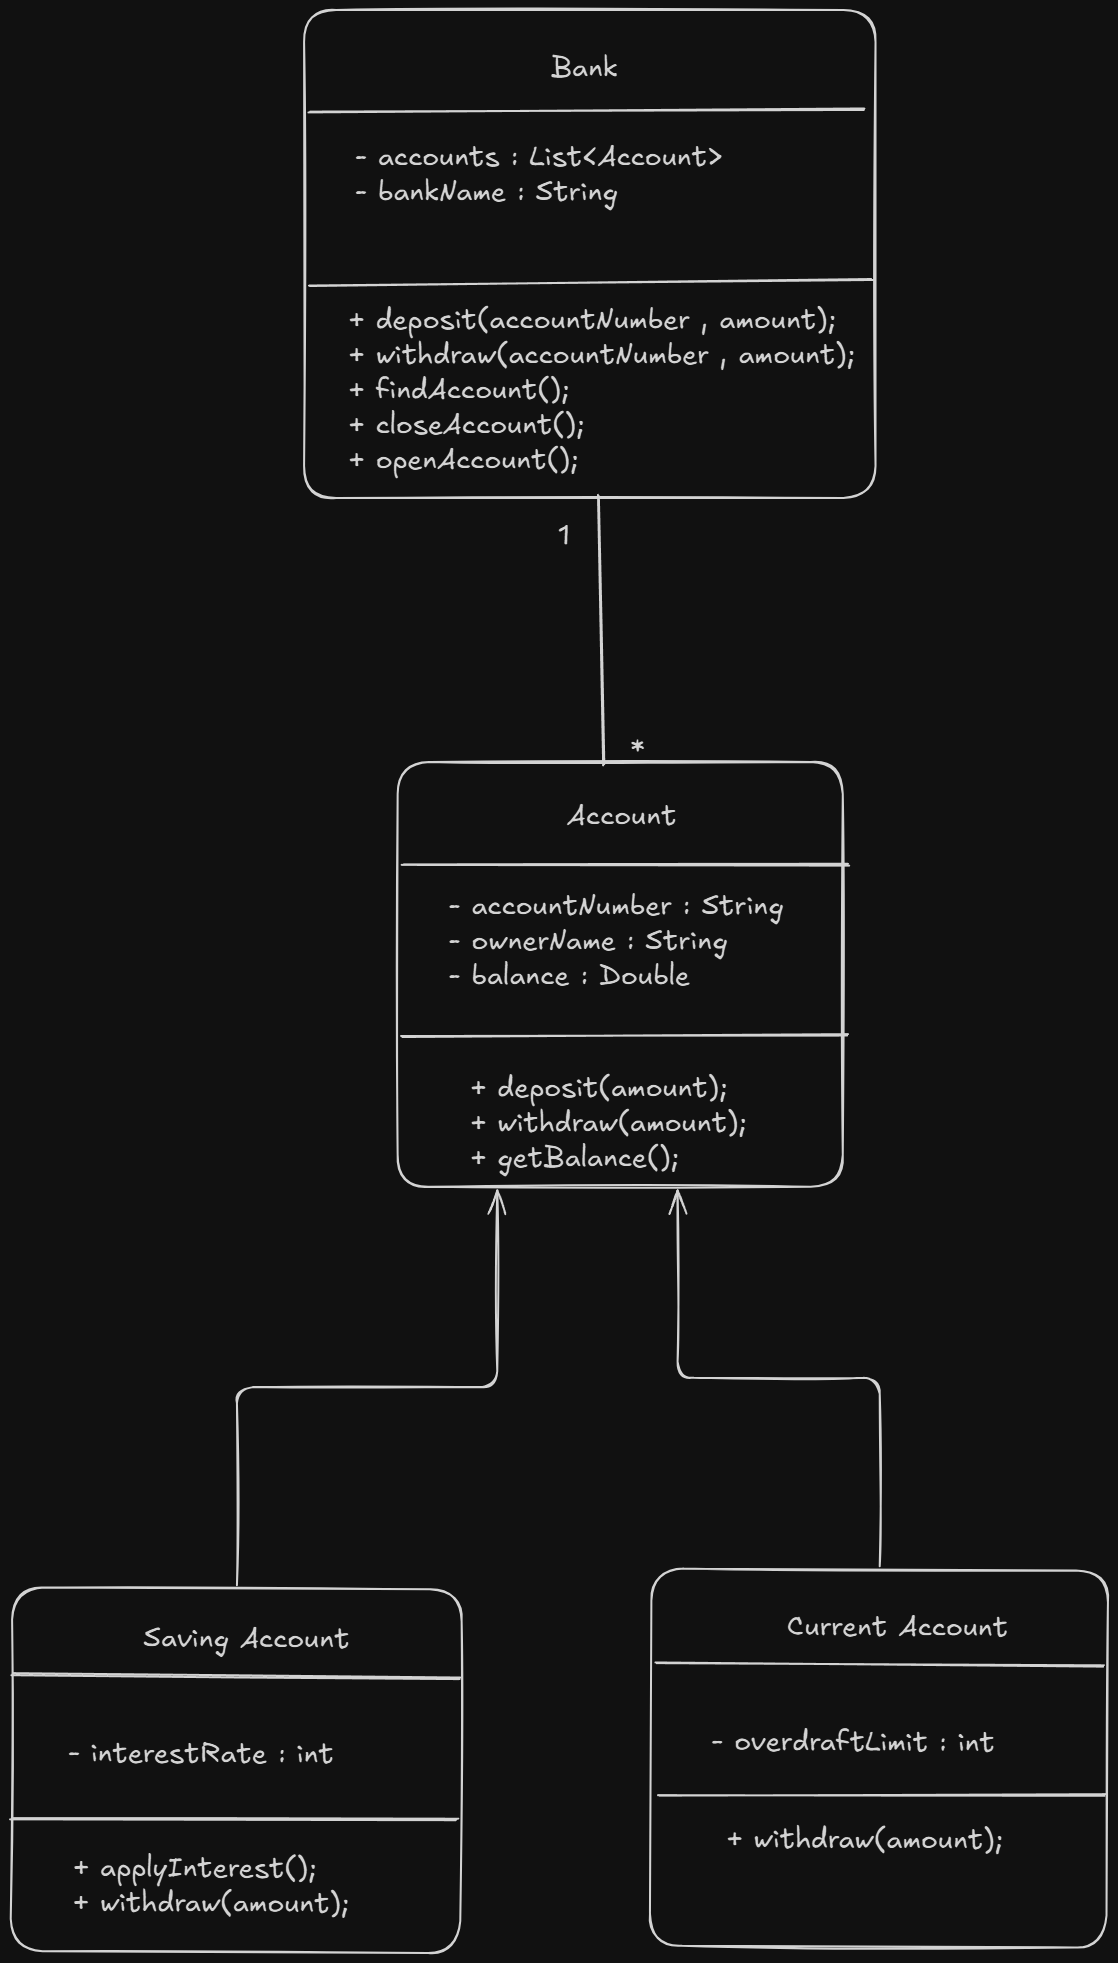 Bank
- accounts : List<Account>
- bankName : String
+ deposit(accountNumber , amount);
+ withdraw(accountNumber , amount);
+ findAccount();
+ closeAccount();
+ openAccount();
1
*
Account
- accountNumber : String
- ownerName : String
- balance : Double
+ deposit(amount);
+ withdraw(amount);
+ getBalance();
Saving Account
- interestRate : int
+ applyInterest();
+ withdraw(amount);
Current Account
- overdraftLimit : int
+ withdraw(amount);